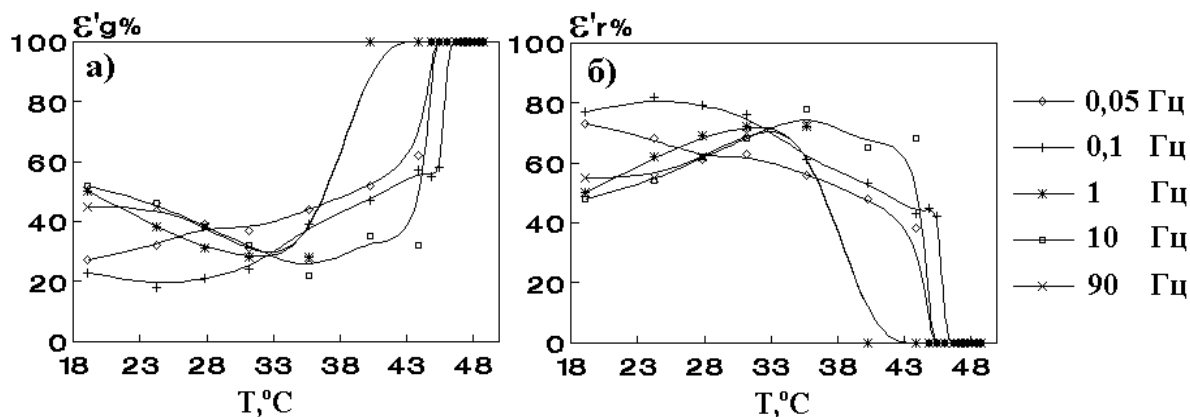 ε'g% ε'r%
100 100
а) б)
80 80
60 60
40 40
20 20
0 0
18 23 28 33 38 43 48 18 23 28 33 38 43 48
T,°C T,°C
0,05 Гц
0,1 Гц
1 Гц
10 Гц
90 Гц